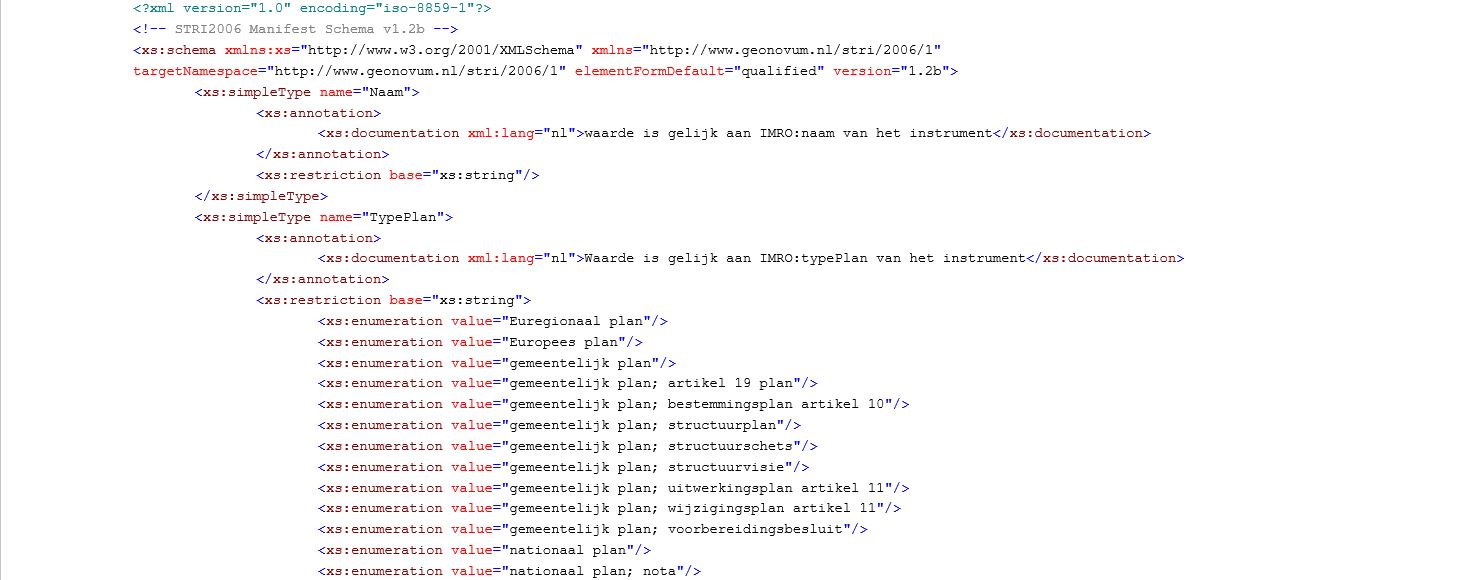 <?xml version="1.0" encoding="iso-8859-1"?>
<!-- STRI2006 Manifest Schema v1.2b -->
<xs:schema xmlns:xs="http://www.w3.org/2001/XMLSchema" xmlns="http://www.geonovum.nl/stri/2006/1"
targetNamespace="http://www.geonovum.nl/stri/2006/1" elementFormDefault="qualified" version="1.2b">
<xs:simpleType name="Naam">
<xs:annotation>
<xs:documentation xml:lang="nl">waarde is gelijk aan IMRO:naam van het instrument</xs:documentation>
</xs:annotation>
<xs:restriction base="xs:string"/>
</xs:simpleType>
<xs:simpleType name="TypePlan">
<xs:annotation>
<xs:documentation xml:lang="nl">Waarde is gelijk aan IMRO:typePlan van het instrument</xs:documentation>
</xs:annotation>
<xs:restriction base="xs:string">
<xs:enumeration value="Euregionaal plan"/>
<xs:enumeration value="Europees plan"/>
<xs:enumeration value="gemeentelijk plan"/>
<xs:enumeration value="gemeentelijk plan; artikel 19 plan"/>
<xs:enumeration value="gemeentelijk plan; bestemmingsplan artikel 10"/>
<xs:enumeration value="gemeentelijk plan; structuurplan"/>
<xs:enumeration value="gemeentelijk plan; structuurschets"/>
<xs:enumeration value="gemeentelijk plan; structuurvisie"/>
<xs:enumeration value="gemeentelijk plan; uitwerkingsplan artikel 11"/>
<xs:enumeration value="gemeentelijk plan; wijzigingsplan artikel 11"/>
<xs:enumeration value="gemeentelijk plan; voorbereidingsbesluit"/>
<xs:enumeration value="nationaal plan"/>
<xs:enumeration value="nationaal plan; nota"/>